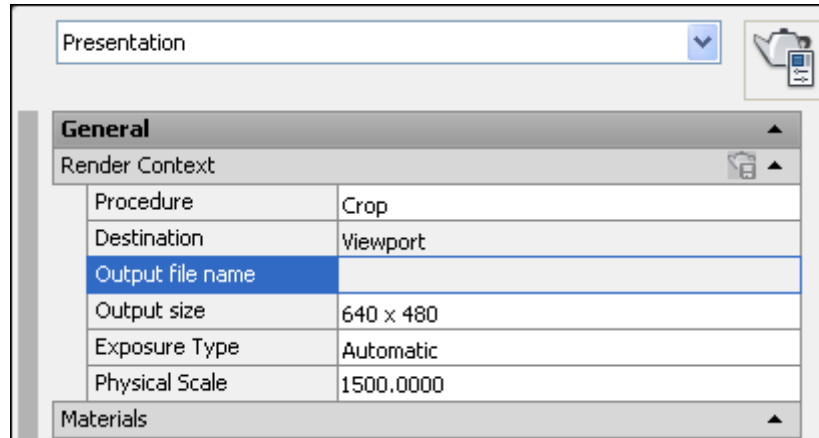 Presentation
General
Render Context
Procedure Crop
Destination Viewport
Output file name
Output size 640 x 480
Exposure Type Automatic
Physical Scale 1500.0000
Materials